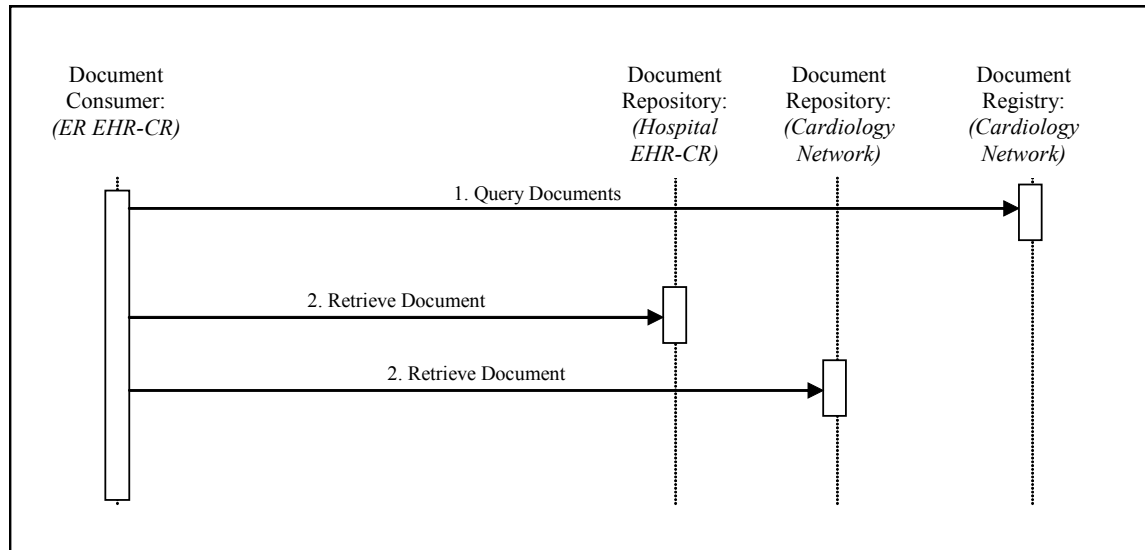 Document
Consumer:
(ER EHR-CR)
Document
Repository:
(Hospital
EHR-CR)
Document
Repository:
(Cardiology
Network)
Document
Registry:
(Cardiology
Network)
1. Query Documents
2. Retrieve Document
2. Retrieve Document